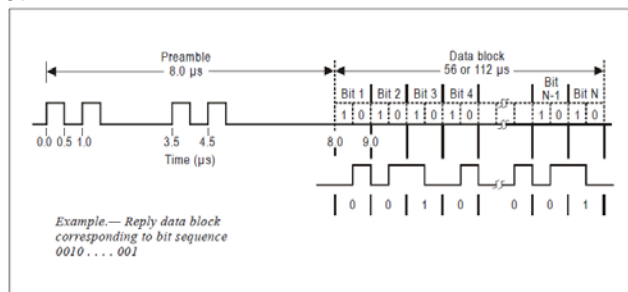 Preamble
8.0 µs
Data block
56 or 112 µs
Bit 1 Bit 2 Bit 3 Bit 4 Bit N-1 Bit N
1 0 1 0 1 0 1 0 1 0 1 0
0.0 0.5 1.0 3.5 4.5 8.0 9.0
Time (µs)
0 0 1 0 0 0 1
Example.— Reply data block
corresponding to bit sequence
0010 . . . . 001